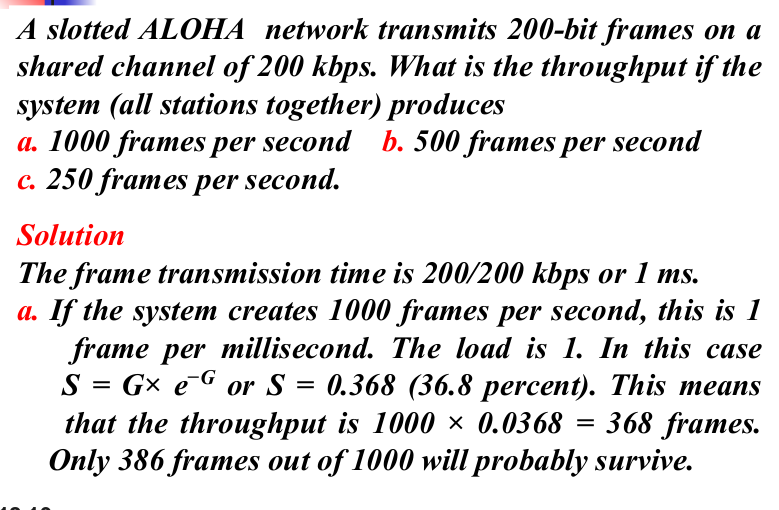 A slotted ALOHA network transmits 200-bit frames on a
shared channel of 200 kbps. What is the throughput if the
system (all stations together) produces
a. 1000 frames per second b. 500 frames per second
c. 250 frames per second.
Solution
The frame transmission time is 200/200 kbps or 1 ms.
a. If the system creates 1000 frames per second, this is 1
frame per millisecond. The load is 1. In this case
S = G× e⁻ᴳ or S = 0.368 (36.8 percent). This means
that the throughput is 1000 × 0.0368 = 368 frames.
Only 386 frames out of 1000 will probably survive.